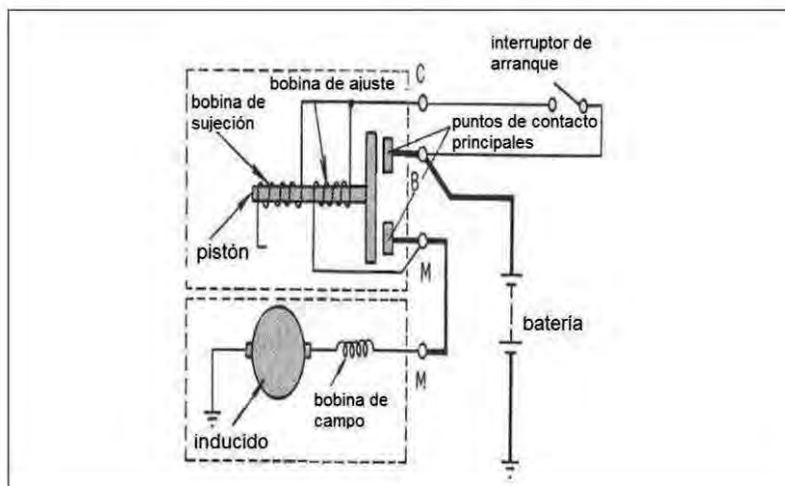 interruptor de
arranque
C
bobina de ajuste
bobina de
sujeción
puntos de contacto
principales
B
pistón
M
batería
M
bobina de
campo
inducido